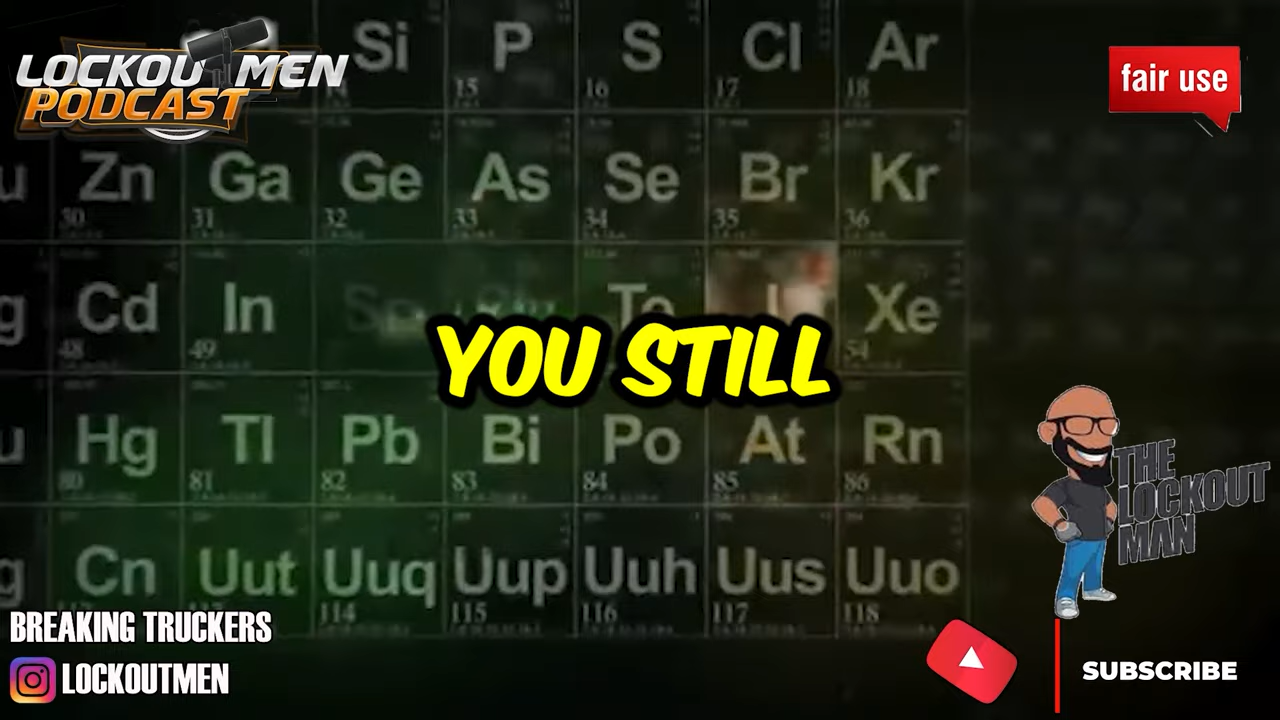 LOCKOUTMEN
PODCAST
fair use
Si P S Cl Ar
15 16 17 18
Zn Ga Ge As Se Br Kr
30 31 32 33 34 35 36
Cd In Te I Xe
48 49 54
YOU STILL
Hg Tl Pb Bi Po At Rn
80 81 82 83 84 85 86
Cn Uut Uuq Uup Uuh Uus Uuo
114 115 116 117 118
THE
LOCKOUT
MAN
BREAKING TRUCKERS
LOCKOUTMEN
SUBSCRIBE